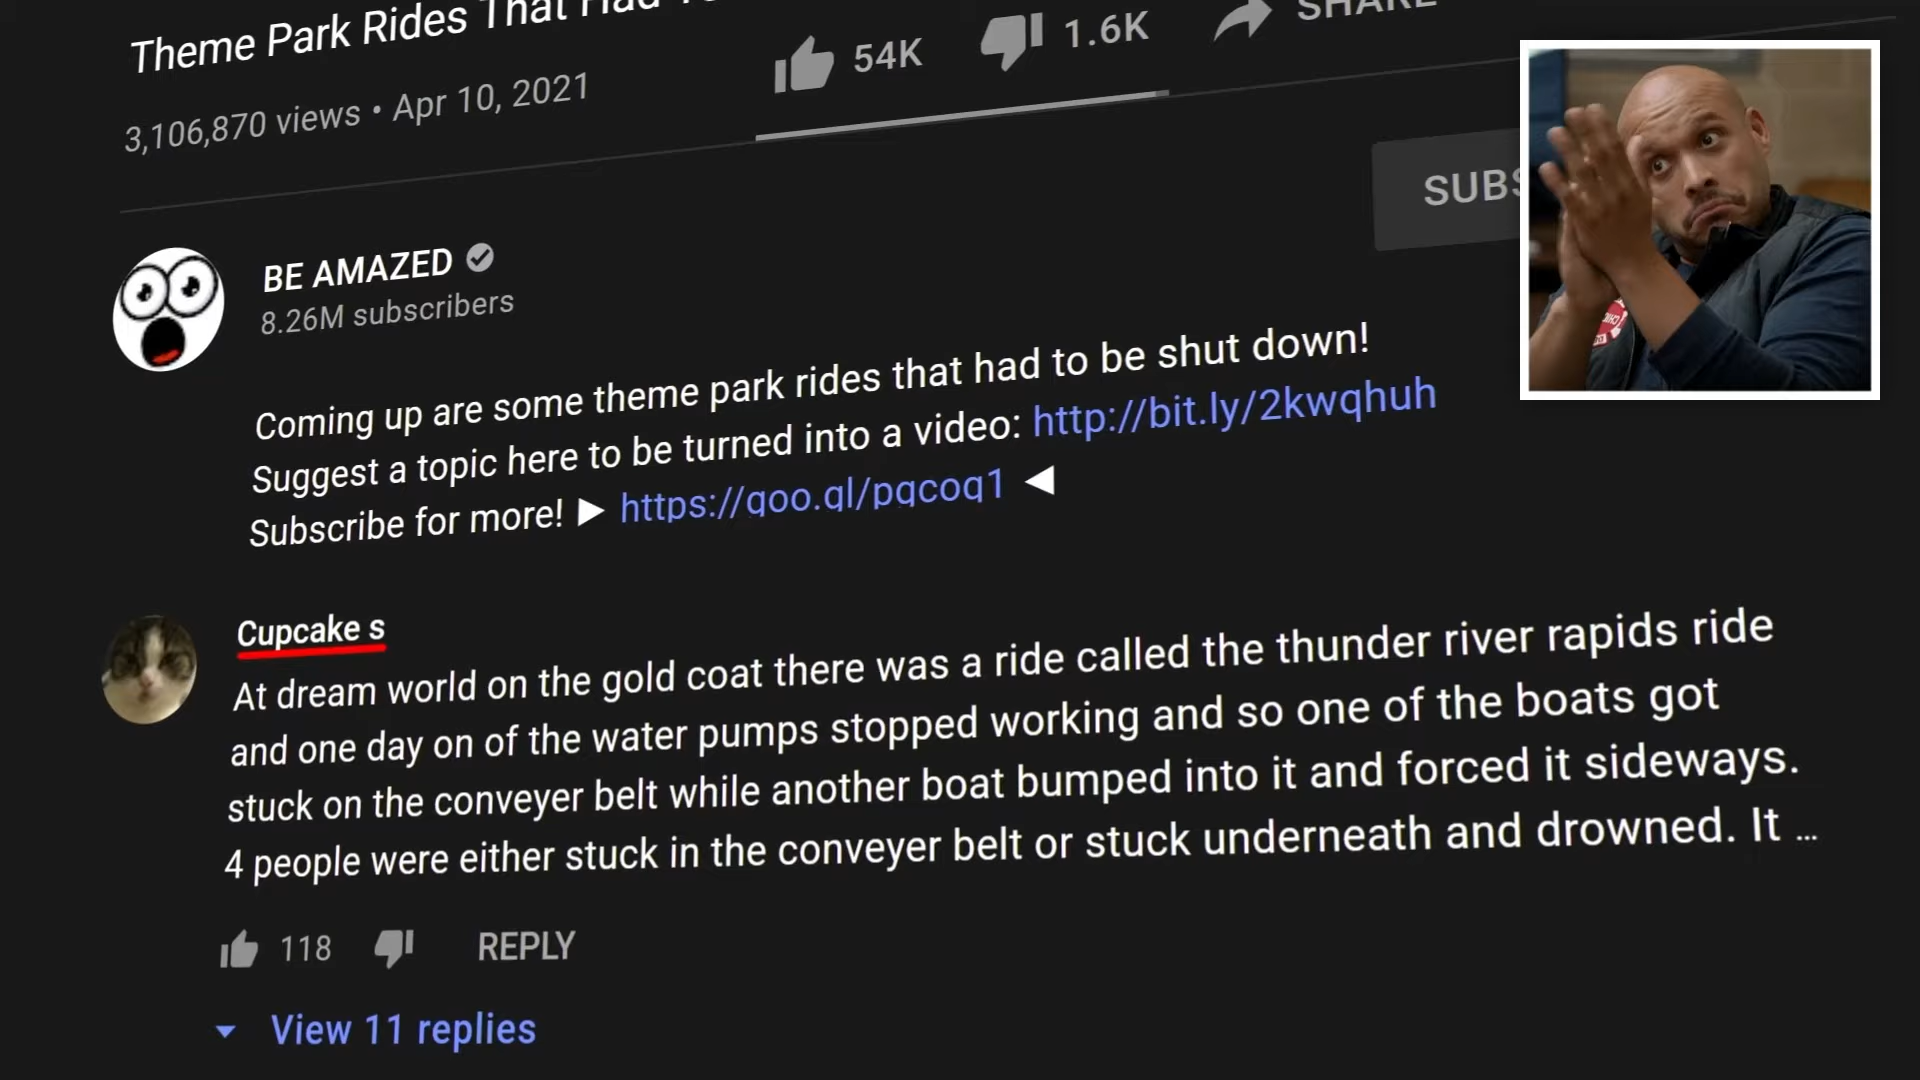 Theme Park Rides That Had
54K
1.6K
SHARE
3,106,870 views • Apr 10, 2021
SUBS
BE AMAZED
8.26M subscribers
Coming up are some theme park rides that had to be shut down!
Suggest a topic here to be turned into a video: http://bit.ly/2kwqhuh
Subscribe for more! ▶ https://goo.gl/pqcoq1 ◀
Cupcake s
At dream world on the gold coat there was a ride called the thunder river rapids ride
and one day on of the water pumps stopped working and so one of the boats got
stuck on the conveyer belt while another boat bumped into it and forced it sideways.
4 people were either stuck in the conveyer belt or stuck underneath and drowned. It ...
118
REPLY
View 11 replies